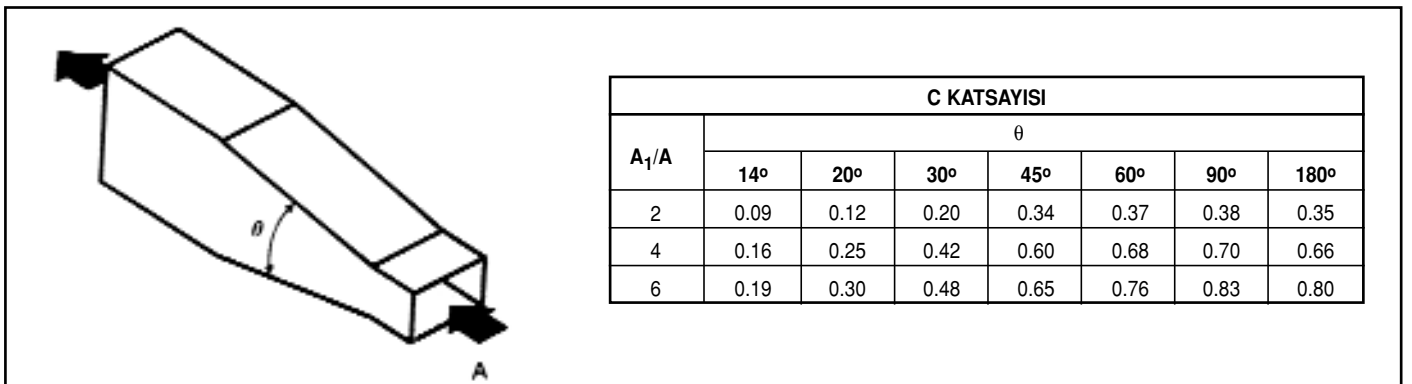 C KATSAYISI
A₁/A θ
14º 20º 30º 45º 60º 90º 180º
2 0.09 0.12 0.20 0.34 0.37 0.38 0.35
4 0.16 0.25 0.42 0.60 0.68 0.70 0.66
6 0.19 0.30 0.48 0.65 0.76 0.83 0.80
θ
A